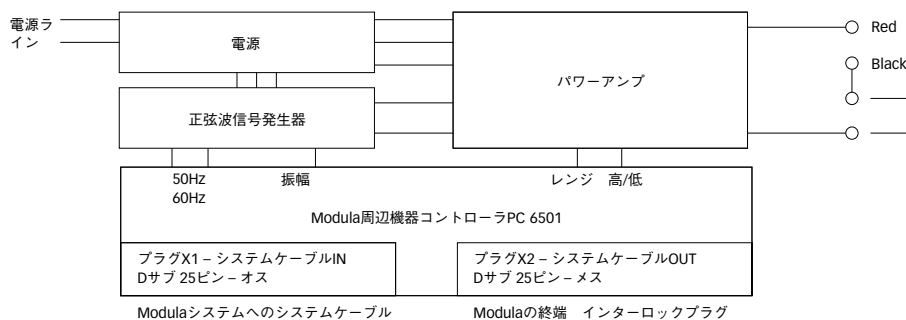 電源ラ
イン
電源
パワーアンプ
Red
Black
正弦波信号発生器
50Hz
60Hz
振幅
レンジ 高/低
Modula周辺機器コントローラPC 6501
プラグX1 – システムケーブルIN
Dサブ 25ピン – オス
プラグX2 – システムケーブルOUT
Dサブ 25ピン – メス
Modulaシステムへのシステムケーブル
Modulaの終端 インターロックプラグ